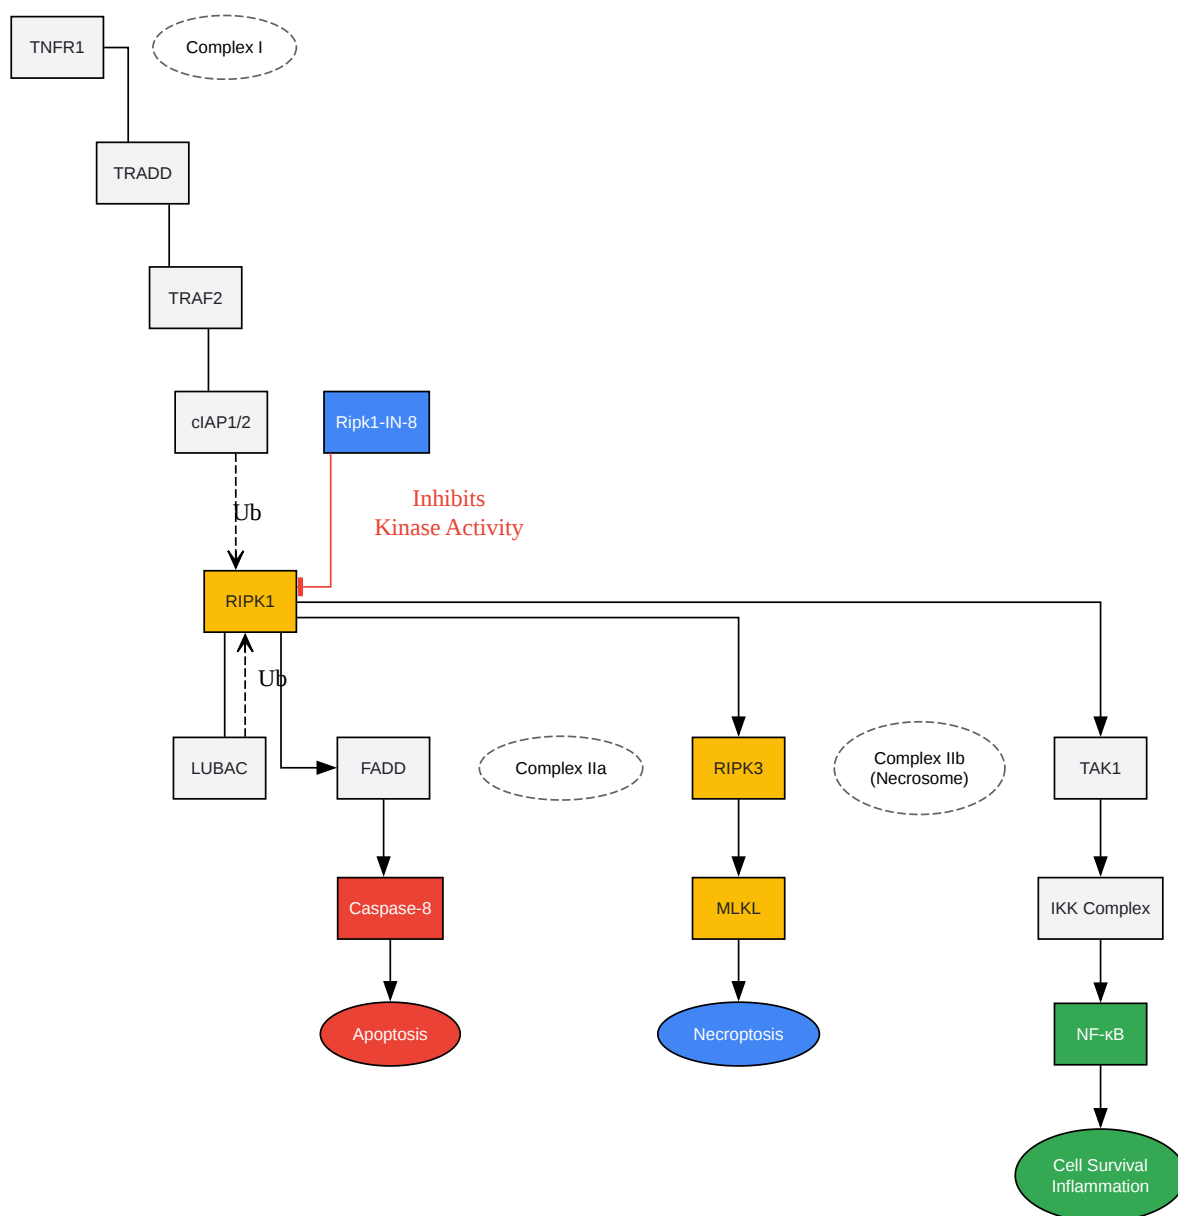 TNFR1
Complex I
TRADD
TRAF2
cIAP1/2
Ripk1-IN-8
Inhibits
Kinase Activity
Ub
RIPK1
Ub
LUBAC
FADD
Complex IIa
RIPK3
Complex IIb
(Necrosome)
TAK1
Caspase-8
MLKL
IKK Complex
Apoptosis
Necroptosis
NF-κB
Cell Survival
Inflammation